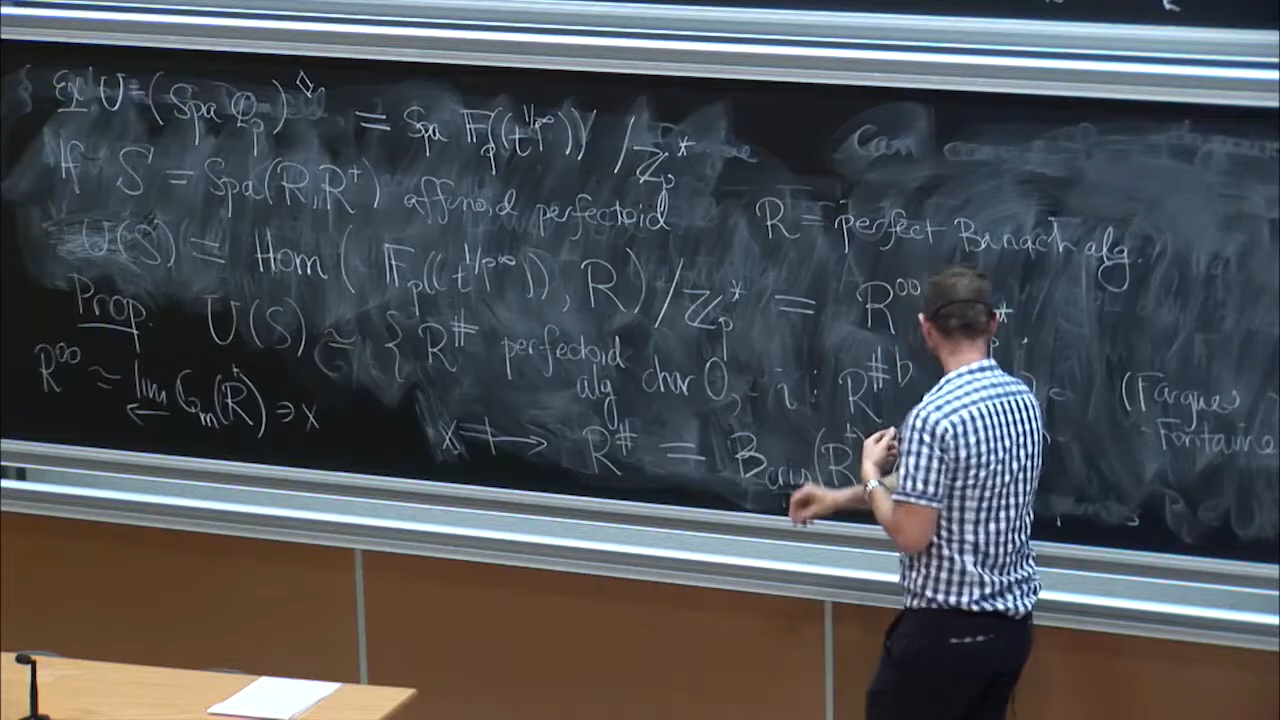 Ex U = (Spa Q_p)^◇ = Spa F_p((t^{1/p^∞})) / Z_p^*
If S = Spa(R, R^+) affinoid perfectoid R = perfect Banach alg.
U(S) = Hom(F_p((t^{1/p^∞})), R) / Z_p^* = R^{oo}
Prop. U(S) ≃ { R^# perfectoid alg char 0, i : R^{#b}
R^{oo} ≃ lim← G_m(R^+) ∋ x
x ↦ R^# = B_{cris}(R^+)
(Fargues
Fontaine
Can